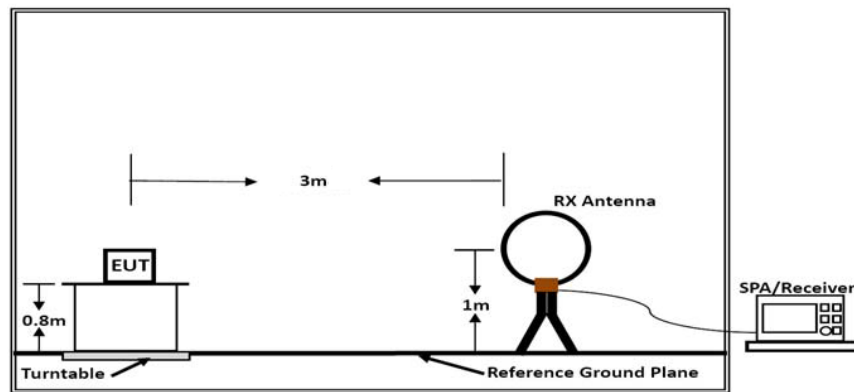 3m
RX Antenna
EUT
SPA/Receiver
0.8m
1m
Turntable
Reference Ground Plane